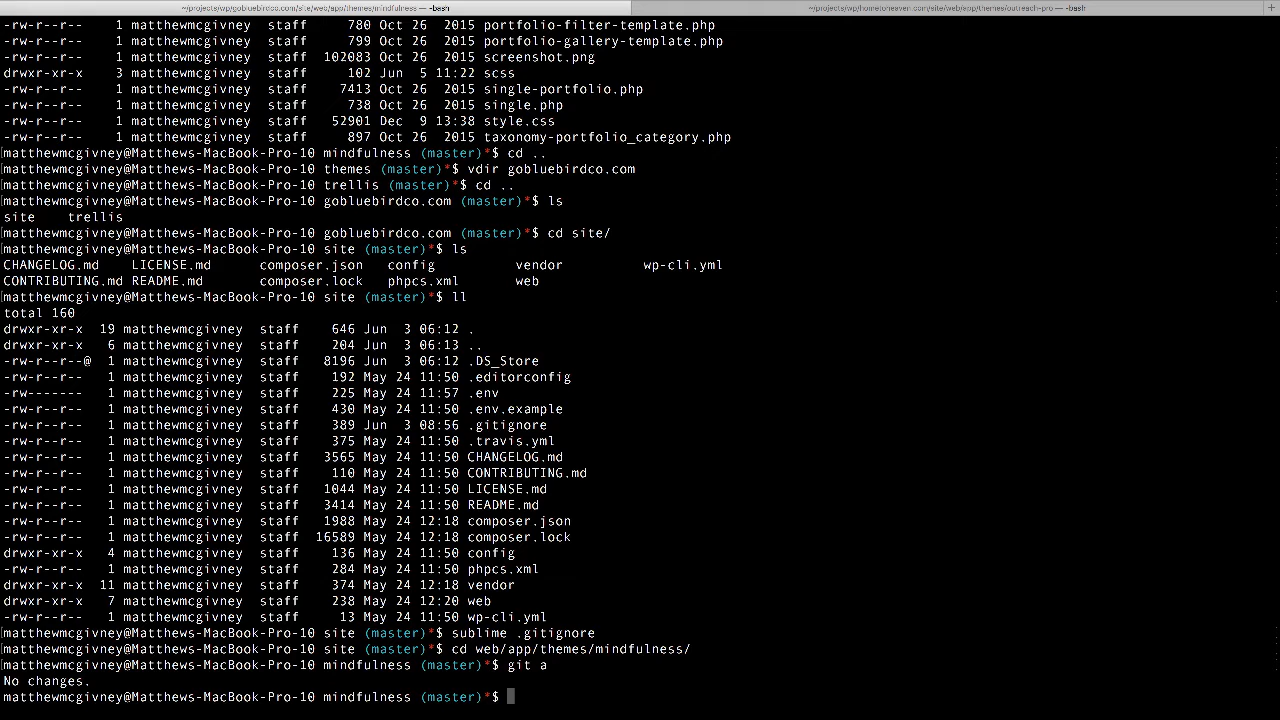 ~/projects/wp/gobluebirdco.com/site/web/app/themes/mindfulness — -bash ~/projects/wp/hometoheaven.com/site/web/app/themes/outreach-pro — -bash +
-rw-r--r-- 1 matthewmcgivney staff 780 Oct 26 2015 portfolio-filter-template.php
-rw-r--r-- 1 matthewmcgivney staff 799 Oct 26 2015 portfolio-gallery-template.php
-rw-r--r-- 1 matthewmcgivney staff 102083 Oct 26 2015 screenshot.png
drwxr-xr-x 3 matthewmcgivney staff 102 Jun 5 11:22 scss
-rw-r--r-- 1 matthewmcgivney staff 7413 Oct 26 2015 single-portfolio.php
-rw-r--r-- 1 matthewmcgivney staff 738 Oct 26 2015 single.php
-rw-r--r-- 1 matthewmcgivney staff 52901 Dec 9 13:38 style.css
-rw-r--r-- 1 matthewmcgivney staff 897 Oct 26 2015 taxonomy-portfolio_category.php
[matthewmcgivney@Matthews-MacBook-Pro-10 mindfulness (master)*$ cd ..
[matthewmcgivney@Matthews-MacBook-Pro-10 themes (master)*$ vdir gobluebirdco.com
[matthewmcgivney@Matthews-MacBook-Pro-10 trellis (master)*$ cd ..
[matthewmcgivney@Matthews-MacBook-Pro-10 gobluebirdco.com (master)*$ ls
site trellis
[matthewmcgivney@Matthews-MacBook-Pro-10 gobluebirdco.com (master)*$ cd site/
[matthewmcgivney@Matthews-MacBook-Pro-10 site (master)*$ ls
CHANGELOG.md LICENSE.md composer.json config vendor wp-cli.yml
CONTRIBUTING.md README.md composer.lock phpcs.xml web
[matthewmcgivney@Matthews-MacBook-Pro-10 site (master)*$ ll
total 160
drwxr-xr-x 19 matthewmcgivney staff 646 Jun 3 06:12 .
drwxr-xr-x 6 matthewmcgivney staff 204 Jun 3 06:13 ..
-rw-r--r--@ 1 matthewmcgivney staff 8196 Jun 3 06:12 .DS_Store
-rw-r--r-- 1 matthewmcgivney staff 192 May 24 11:50 .editorconfig
-rw------- 1 matthewmcgivney staff 225 May 24 11:57 .env
-rw-r--r-- 1 matthewmcgivney staff 430 May 24 11:50 .env.example
-rw-r--r-- 1 matthewmcgivney staff 389 Jun 3 08:56 .gitignore
-rw-r--r-- 1 matthewmcgivney staff 375 May 24 11:50 .travis.yml
-rw-r--r-- 1 matthewmcgivney staff 3565 May 24 11:50 CHANGELOG.md
-rw-r--r-- 1 matthewmcgivney staff 110 May 24 11:50 CONTRIBUTING.md
-rw-r--r-- 1 matthewmcgivney staff 1044 May 24 11:50 LICENSE.md
-rw-r--r-- 1 matthewmcgivney staff 3414 May 24 11:50 README.md
-rw-r--r-- 1 matthewmcgivney staff 1988 May 24 12:18 composer.json
-rw-r--r-- 1 matthewmcgivney staff 16589 May 24 12:18 composer.lock
drwxr-xr-x 4 matthewmcgivney staff 136 May 24 11:50 config
-rw-r--r-- 1 matthewmcgivney staff 284 May 24 11:50 phpcs.xml
drwxr-xr-x 11 matthewmcgivney staff 374 May 24 12:18 vendor
drwxr-xr-x 7 matthewmcgivney staff 238 May 24 12:20 web
-rw-r--r-- 1 matthewmcgivney staff 13 May 24 11:50 wp-cli.yml
[matthewmcgivney@Matthews-MacBook-Pro-10 site (master)*$ sublime .gitignore
[matthewmcgivney@Matthews-MacBook-Pro-10 site (master)*$ cd web/app/themes/mindfulness/
[matthewmcgivney@Matthews-MacBook-Pro-10 mindfulness (master)*$ git a
No changes.
matthewmcgivney@Matthews-MacBook-Pro-10 mindfulness (master)*$